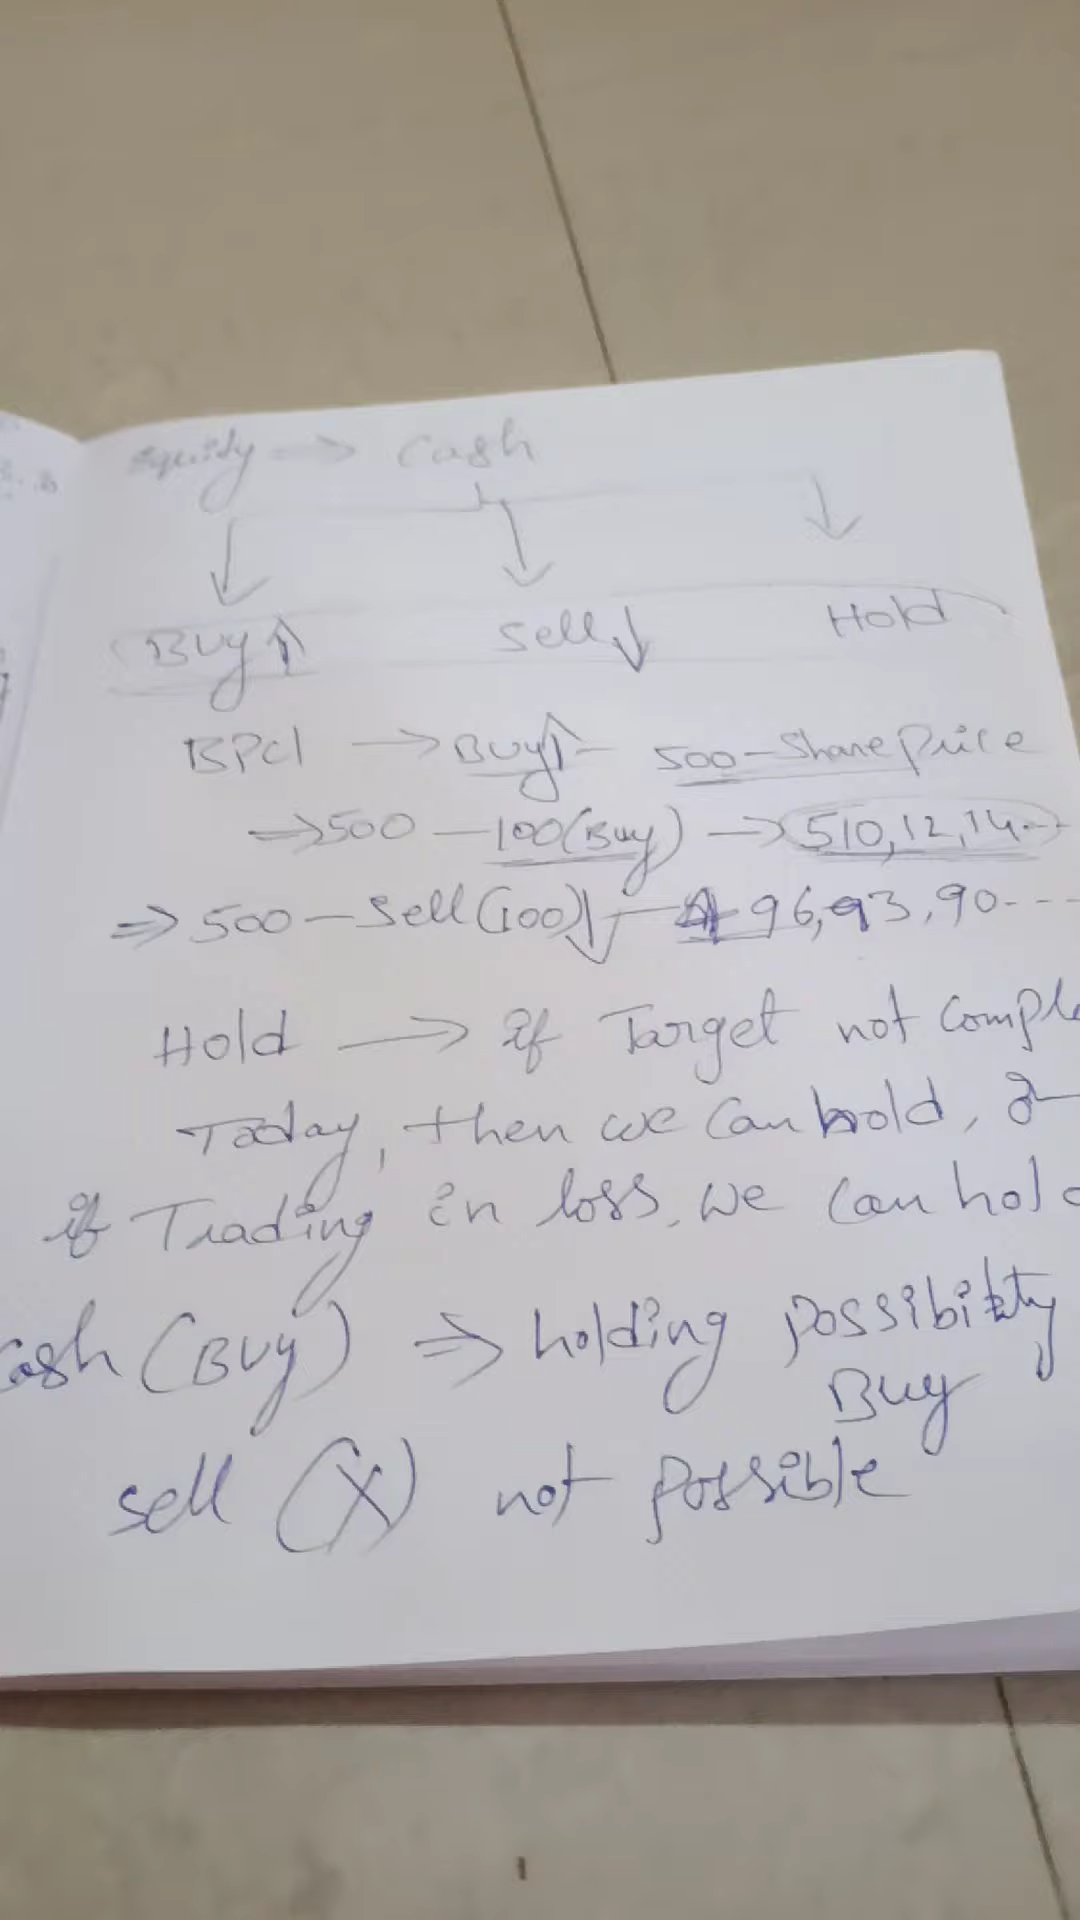 Equity ⇒ Cash
Buy↑ Sell↓ Hold
BPCl → Buy↑ - 500 - Share Price
⇒ 500 - 100(Buy) → 510,12,14...
⇒ 500 - Sell(100)↓ - 96,93,90----
Hold → if Target not Comple
Today, then we Can hold,
if Trading in loss, we Can hol
Cash (Buy) ⇒ holding possibility
Buy
sell (X) not possible